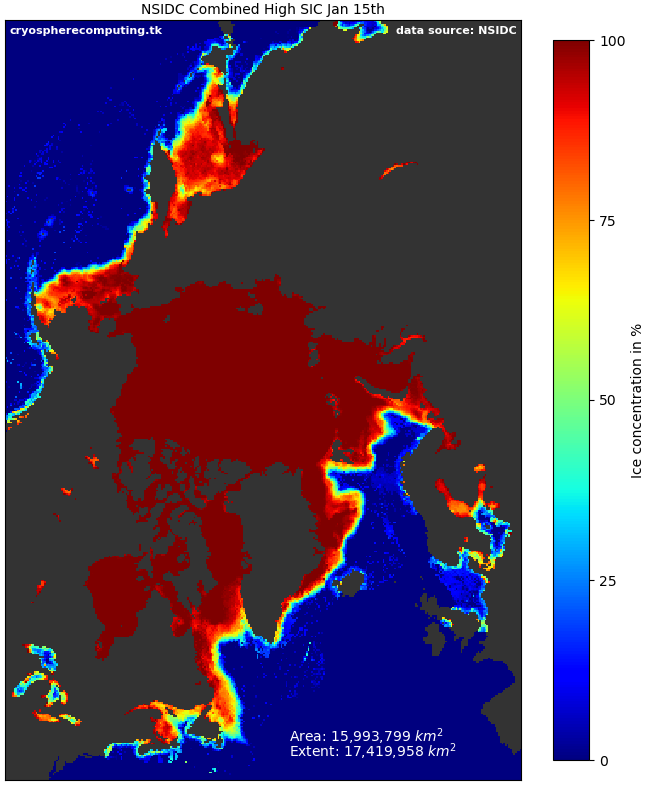 NSIDC Combined High SIC Jan 15th
cryospherecomputing.tk
data source: NSIDC
100
75
50
25
0
Ice concentration in %
Area: 15,993,799 km²
Extent: 17,419,958 km²